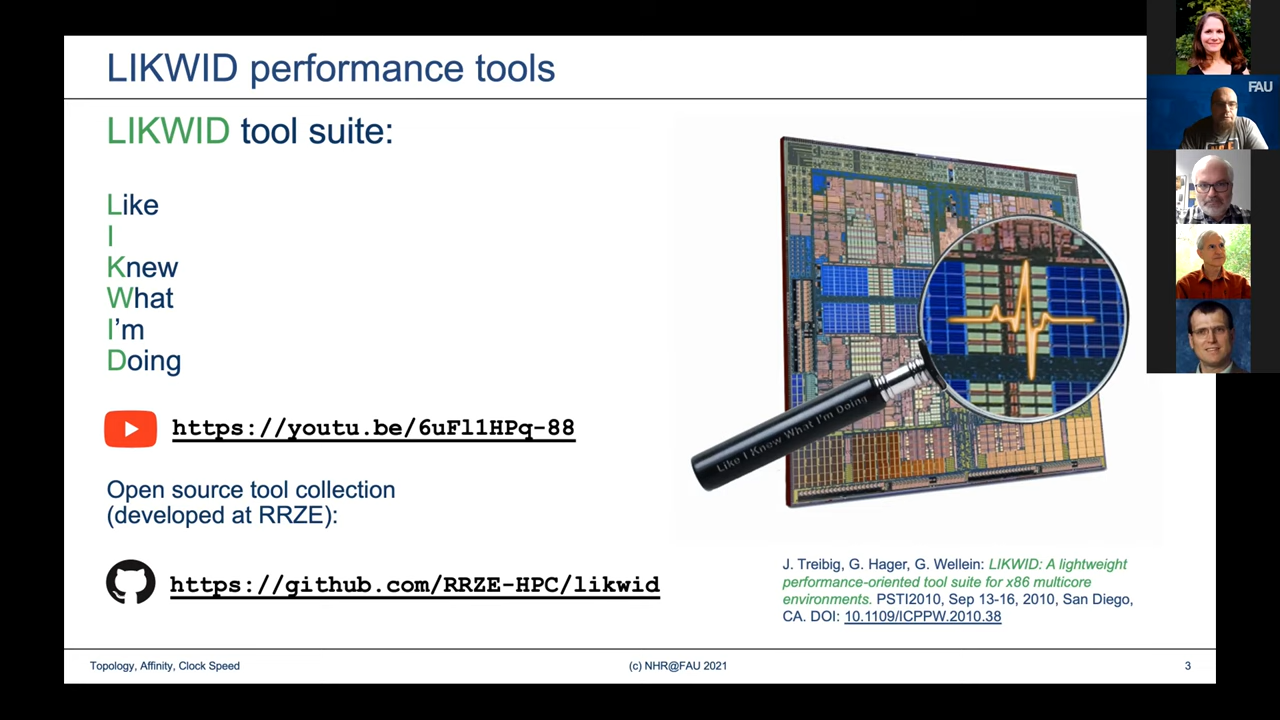 LIKWID performance tools
LIKWID tool suite:
Like
I
Knew
What
I'm
Doing
https://youtu.be/6uFl1HPq-88
Open source tool collection
(developed at RRZE):
https://github.com/RRZE-HPC/likwid
Like I Know What I'm Doing
J. Treibig, G. Hager, G. Wellein: LIKWID: A lightweight
performance-oriented tool suite for x86 multicore
environments. PSTI2010, Sep 13-16, 2010, San Diego,
CA. DOI: 10.1109/ICPPW.2010.38
Topology, Affinity, Clock Speed
(c) NHR@FAU 2021
3
FAU